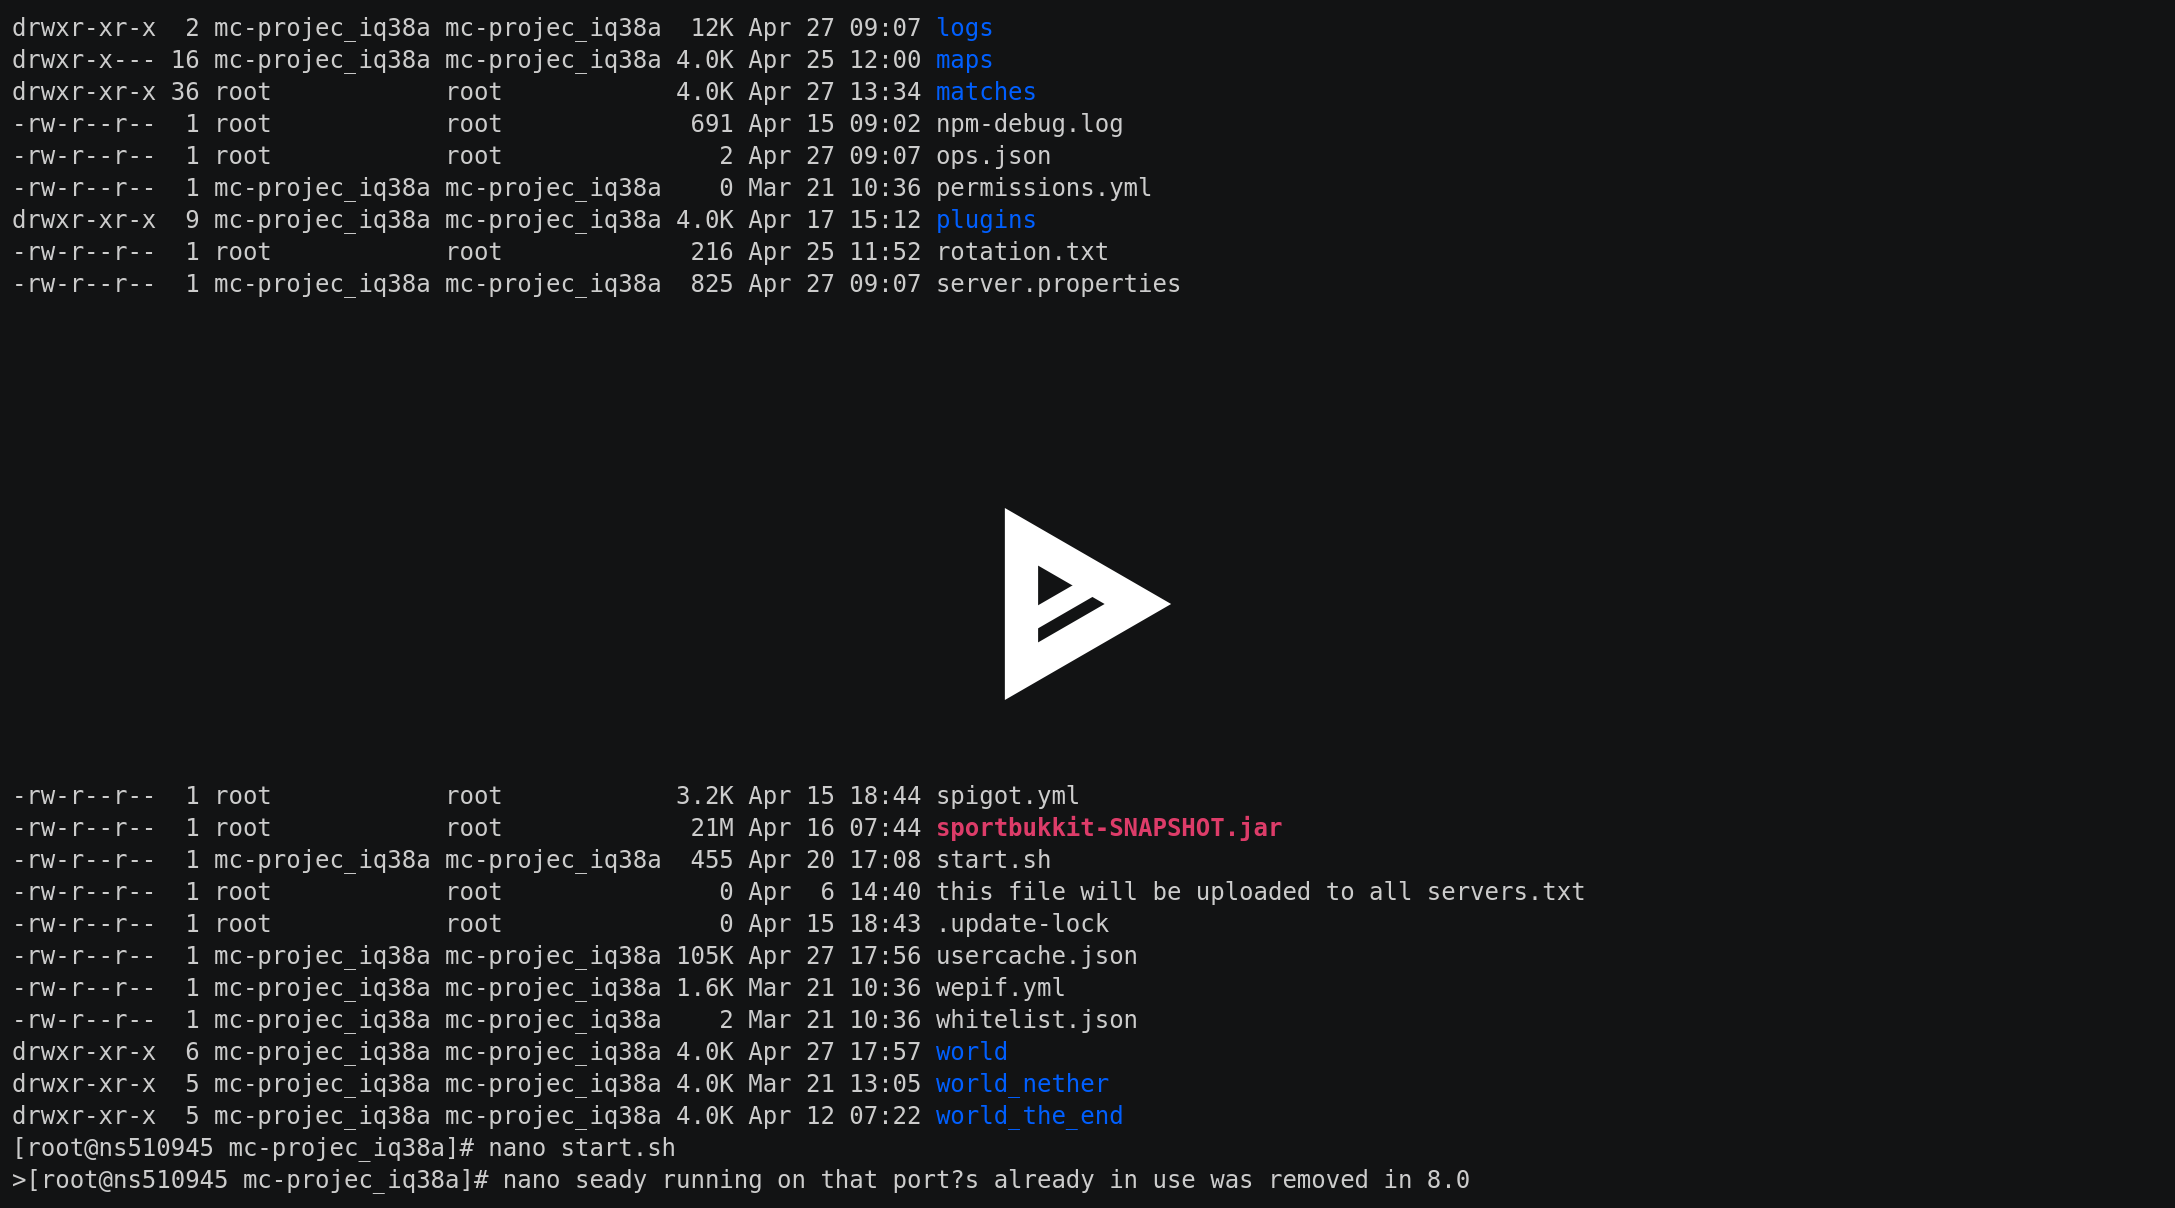 drwxr-xr-x  2 mc-projec_iq38a mc-projec_iq38a  12K Apr 27 09:07 logs
drwxr-x--- 16 mc-projec_iq38a mc-projec_iq38a 4.0K Apr 25 12:00 maps
drwxr-xr-x 36 root            root            4.0K Apr 27 13:34 matches
-rw-r--r--  1 root            root             691 Apr 15 09:02 npm-debug.log
-rw-r--r--  1 root            root               2 Apr 27 09:07 ops.json
-rw-r--r--  1 mc-projec_iq38a mc-projec_iq38a    0 Mar 21 10:36 permissions.yml
drwxr-xr-x  9 mc-projec_iq38a mc-projec_iq38a 4.0K Apr 17 15:12 plugins
-rw-r--r--  1 root            root             216 Apr 25 11:52 rotation.txt
-rw-r--r--  1 mc-projec_iq38a mc-projec_iq38a  825 Apr 27 09:07 server.properties
-rw-r--r--  1 root            root            3.2K Apr 15 18:44 spigot.yml
-rw-r--r--  1 root            root             21M Apr 16 07:44 sportbukkit-SNAPSHOT.jar
-rw-r--r--  1 mc-projec_iq38a mc-projec_iq38a  455 Apr 20 17:08 start.sh
-rw-r--r--  1 root            root               0 Apr  6 14:40 this file will be uploaded to all servers.txt
-rw-r--r--  1 root            root               0 Apr 15 18:43 .update-lock
-rw-r--r--  1 mc-projec_iq38a mc-projec_iq38a 105K Apr 27 17:56 usercache.json
-rw-r--r--  1 mc-projec_iq38a mc-projec_iq38a 1.6K Mar 21 10:36 wepif.yml
-rw-r--r--  1 mc-projec_iq38a mc-projec_iq38a    2 Mar 21 10:36 whitelist.json
drwxr-xr-x  6 mc-projec_iq38a mc-projec_iq38a 4.0K Apr 27 17:57 world
drwxr-xr-x  5 mc-projec_iq38a mc-projec_iq38a 4.0K Mar 21 13:05 world_nether
drwxr-xr-x  5 mc-projec_iq38a mc-projec_iq38a 4.0K Apr 12 07:22 world_the_end
[root@ns510945 mc-projec_iq38a]# nano start.sh
>[root@ns510945 mc-projec_iq38a]# nano seady running on that port?s already in use was removed in 8.0